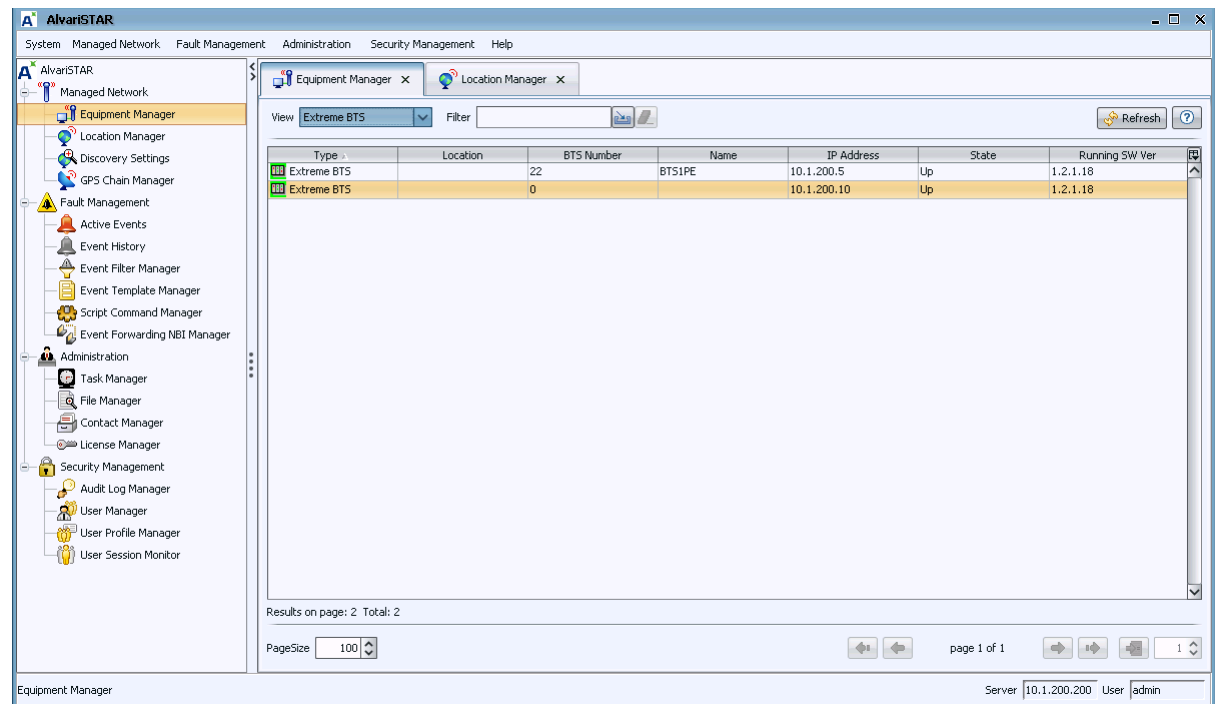 AlvariSTAR
System Managed Network Fault Management Administration Security Management Help
AlvariSTAR
Managed Network
Equipment Manager
Location Manager
Discovery Settings
GPS Chain Manager
Fault Management
Active Events
Event History
Event Filter Manager
Event Template Manager
Script Command Manager
Event Forwarding NBI Manager
Administration
Task Manager
File Manager
Contact Manager
License Manager
Security Management
Audit Log Manager
User Manager
User Profile Manager
User Session Monitor
Equipment Manager Location Manager
View Extreme BTS Filter Refresh ?
Type Location BTS Number Name IP Address State Running SW Ver
Extreme BTS 22 BTS1PE 10.1.200.5 Up 1.2.1.18
Extreme BTS 0 10.1.200.10 Up 1.2.1.18
Results on page: 2 Total: 2
PageSize 100 page 1 of 1 1
Equipment Manager Server 10.1.200.200 User admin